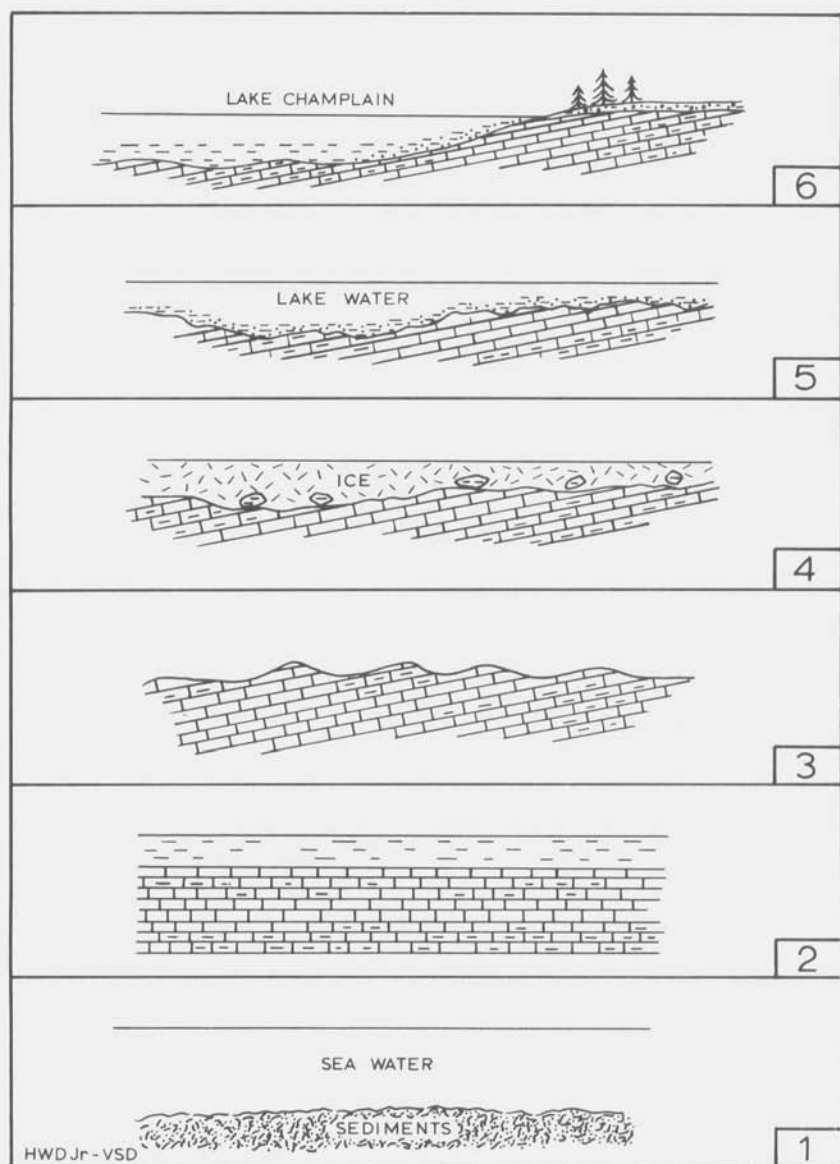 LAKE CHAMPLAIN
6
LAKE WATER
5
ICE
4
3
2
SEA WATER
SEDIMENTS
HWD Jr - VSD
1